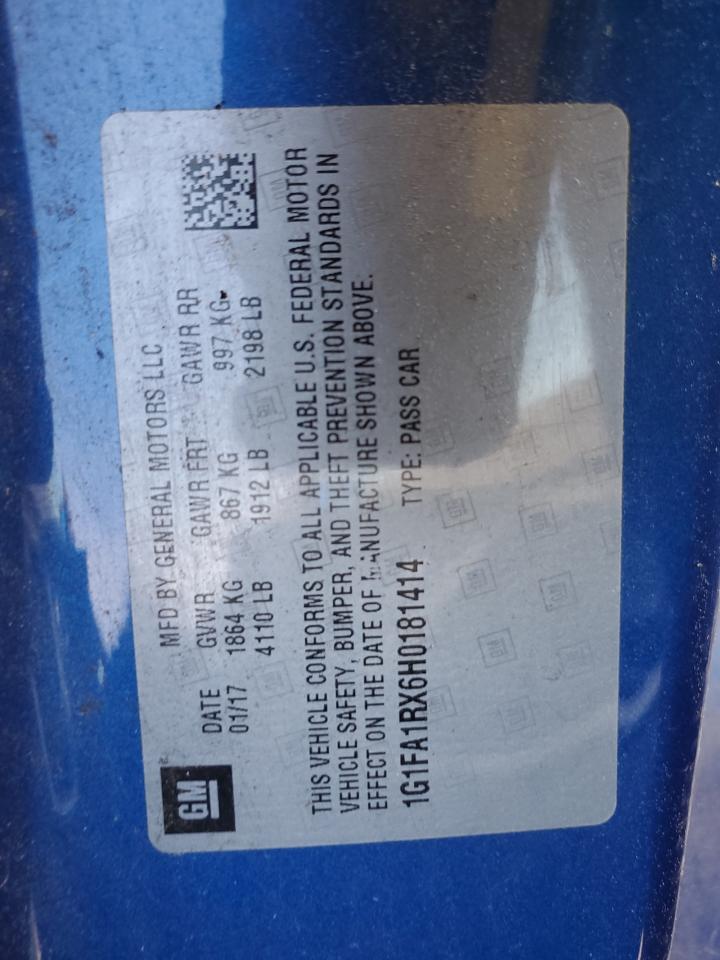 GM
MFD BY GENERAL MOTORS LLC
DATE GVWR GAWR FRT GAWR RR
01/17 1864 KG 867 KG 997 KG
4110 LB 1912 LB 2198 LB
THIS VEHICLE CONFORMS TO ALL APPLICABLE U.S. FEDERAL MOTOR
VEHICLE SAFETY, BUMPER, AND THEFT PREVENTION STANDARDS IN
EFFECT ON THE DATE OF MANUFACTURE SHOWN ABOVE.
1G1FA1RX6H0181414 TYPE: PASS CAR